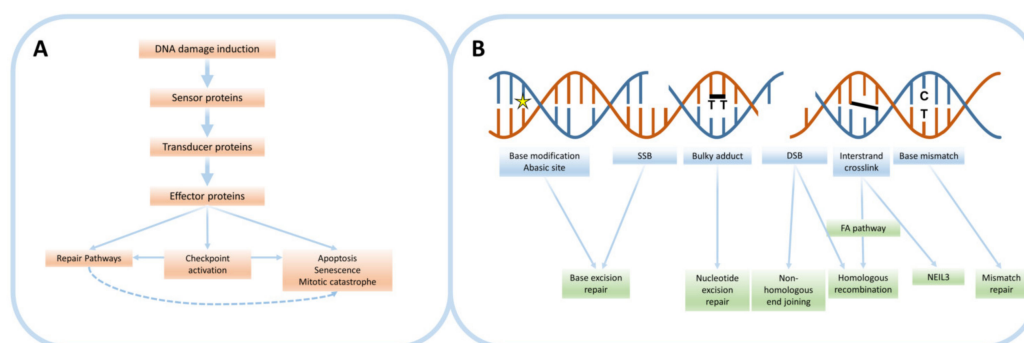 A
DNA damage induction
Sensor proteins
Transducer proteins
Effector proteins
Repair Pathways
Checkpoint
activation
Apoptosis
Senescence
Mitotic catastrophe
B
T T
C
T
Base modification
Abasic site
SSB
Bulky adduct
DSB
Interstrand
crosslink
Base mismatch
FA pathway
Base excision
repair
Nucleotide
excision
repair
Non-
homologous
end joining
Homologous
recombination
NEIL3
Mismatch
repair